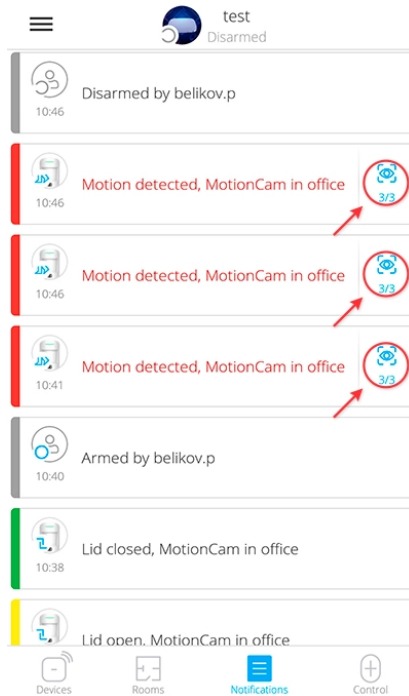 test
Disarmed
Disarmed by belikov.p
10:46
Motion detected, MotionCam in office
3/3
10:46
Motion detected, MotionCam in office
3/3
10:46
Motion detected, MotionCam in office
3/3
10:41
Armed by belikov.p
10:40
Lid closed, MotionCam in office
10:38
Lid open, MotionCam in office
Devices Rooms Notifications Control